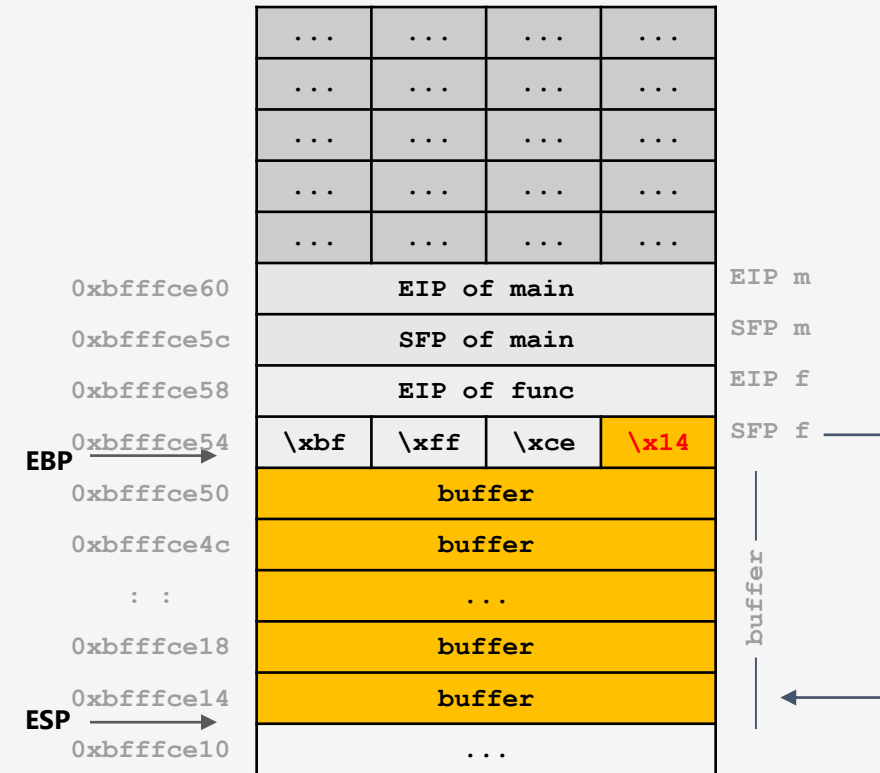 ... ... ... ...
... ... ... ...
... ... ... ...
... ... ... ...
... ... ... ...
0xbfffce60 EIP of main EIP m
0xbfffce5c SFP of main SFP m
0xbfffce58 EIP of func EIP f
0xbfffce54 \xbf \xff \xce \x14 SFP f
EBP
0xbfffce50 buffer
0xbfffce4c buffer
: : ...
buffer
0xbfffce18 buffer
0xbfffce14 buffer
ESP
0xbfffce10 ...